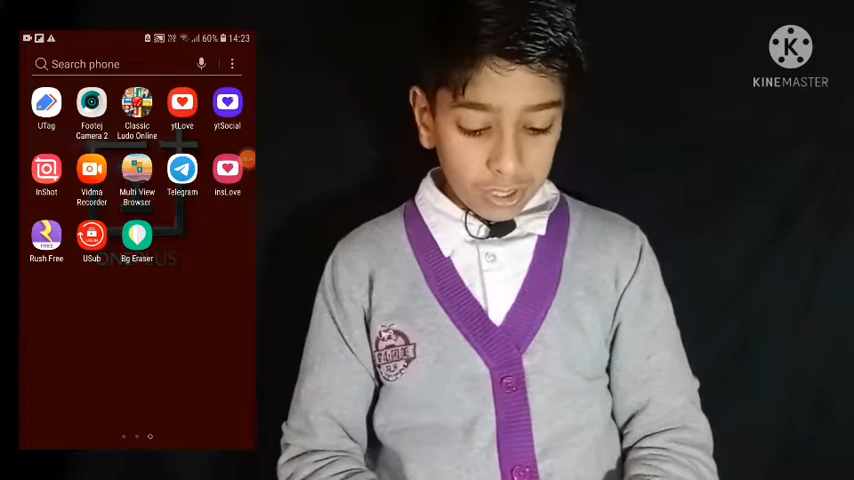 60% 14:23
Search phone
UTag
Footej
Camera 2
Classic
Ludo Online
ytLove
ytSocial
InShot
Vidma
Recorder
Multi View
Browser
Telegram
insLove
Rush Free
USub
Bg Eraser
K
KINEMASTER